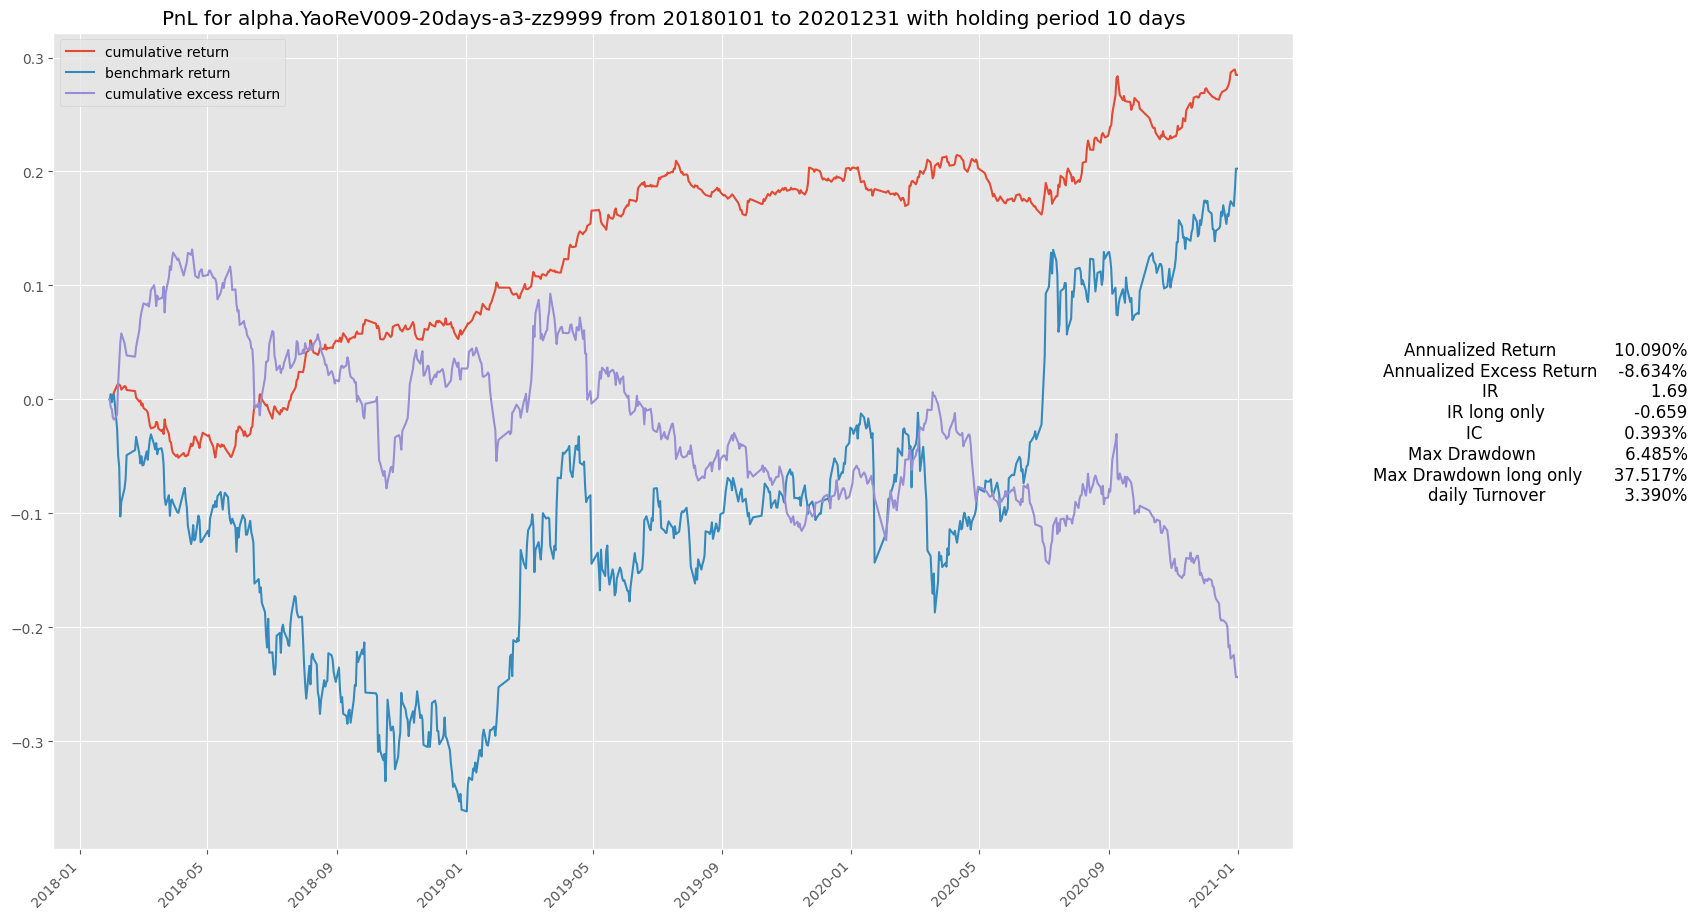 PnL for alpha.YaoReV009-20days-a3-zz9999 from 20180101 to 20201231 with holding period 10 days
cumulative return
benchmark return
cumulative excess return
0.3
0.2
0.1
0.0
−0.1
−0.2
−0.3
2018-01
2018-05
2018-09
2019-01
2019-05
2019-09
2020-01
2020-05
2020-09
2021-01
Annualized Return 10.090%
Annualized Excess Return -8.634%
IR 1.69
IR long only -0.659
IC 0.393%
Max Drawdown 6.485%
Max Drawdown long only 37.517%
daily Turnover 3.390%